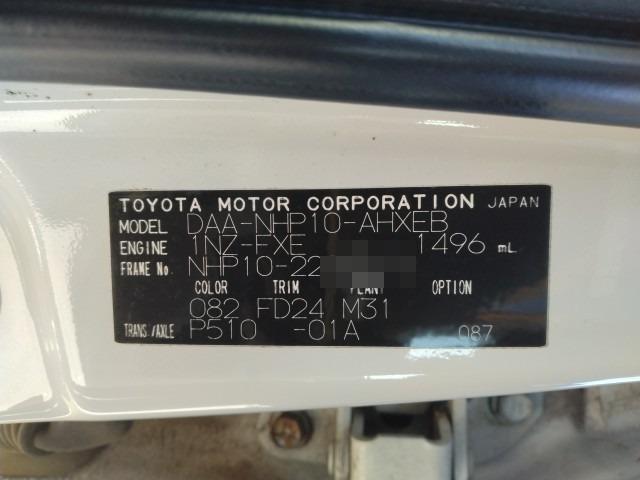 TOYOTA MOTOR CORPORATION JAPAN
MODEL DAA-NHP10-AHXEB
ENGINE 1NZ-FXE 1496 mL
FRAME No. NHP10-22
COLOR TRIM PLANT OPTION
082 FD24 M31
TRANS./AXLE P510 -01A 087